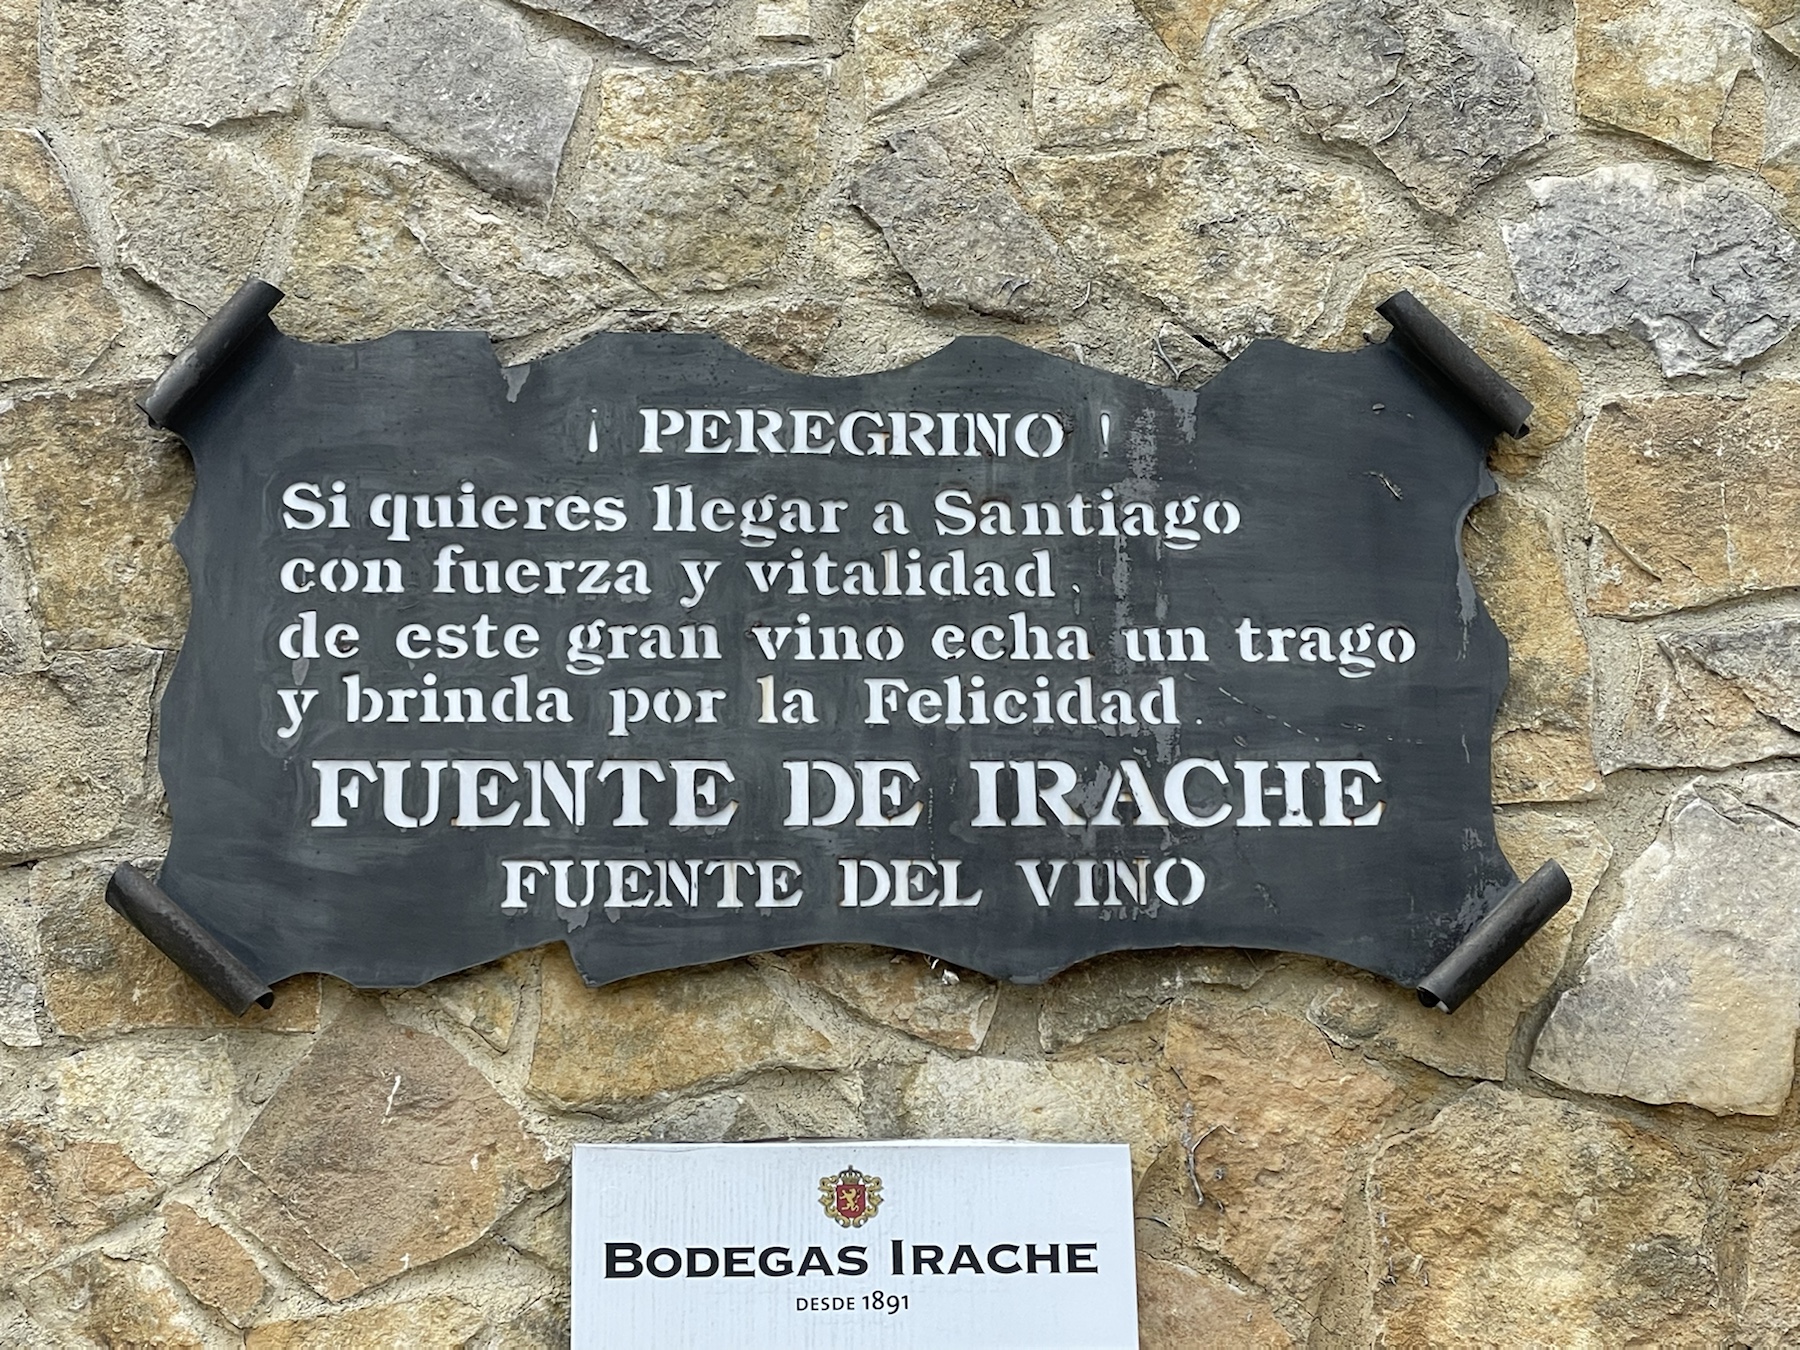 ¡ PEREGRINO !
Si quieres llegar a Santiago
con fuerza y vitalidad,
de este gran vino echa un trago
y brinda por la Felicidad.
FUENTE DE IRACHE
FUENTE DEL VINO
BODEGAS IRACHE
DESDE 1891